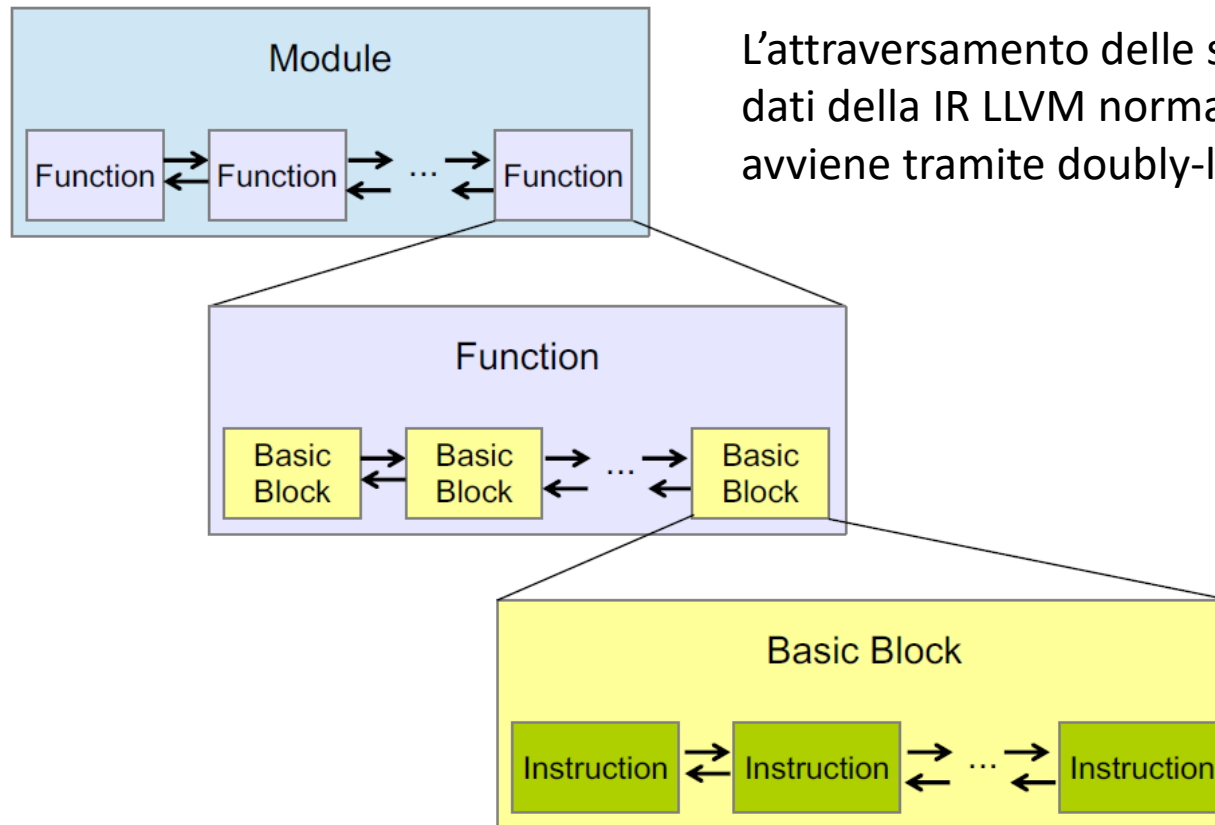 Module
L’attraversamento delle s
dati della IR LLVM norma
avviene tramite doubly-l
Function Function ... Function
Function
Basic Block Basic Block ... Basic Block
Basic Block
Instruction Instruction ... Instruction